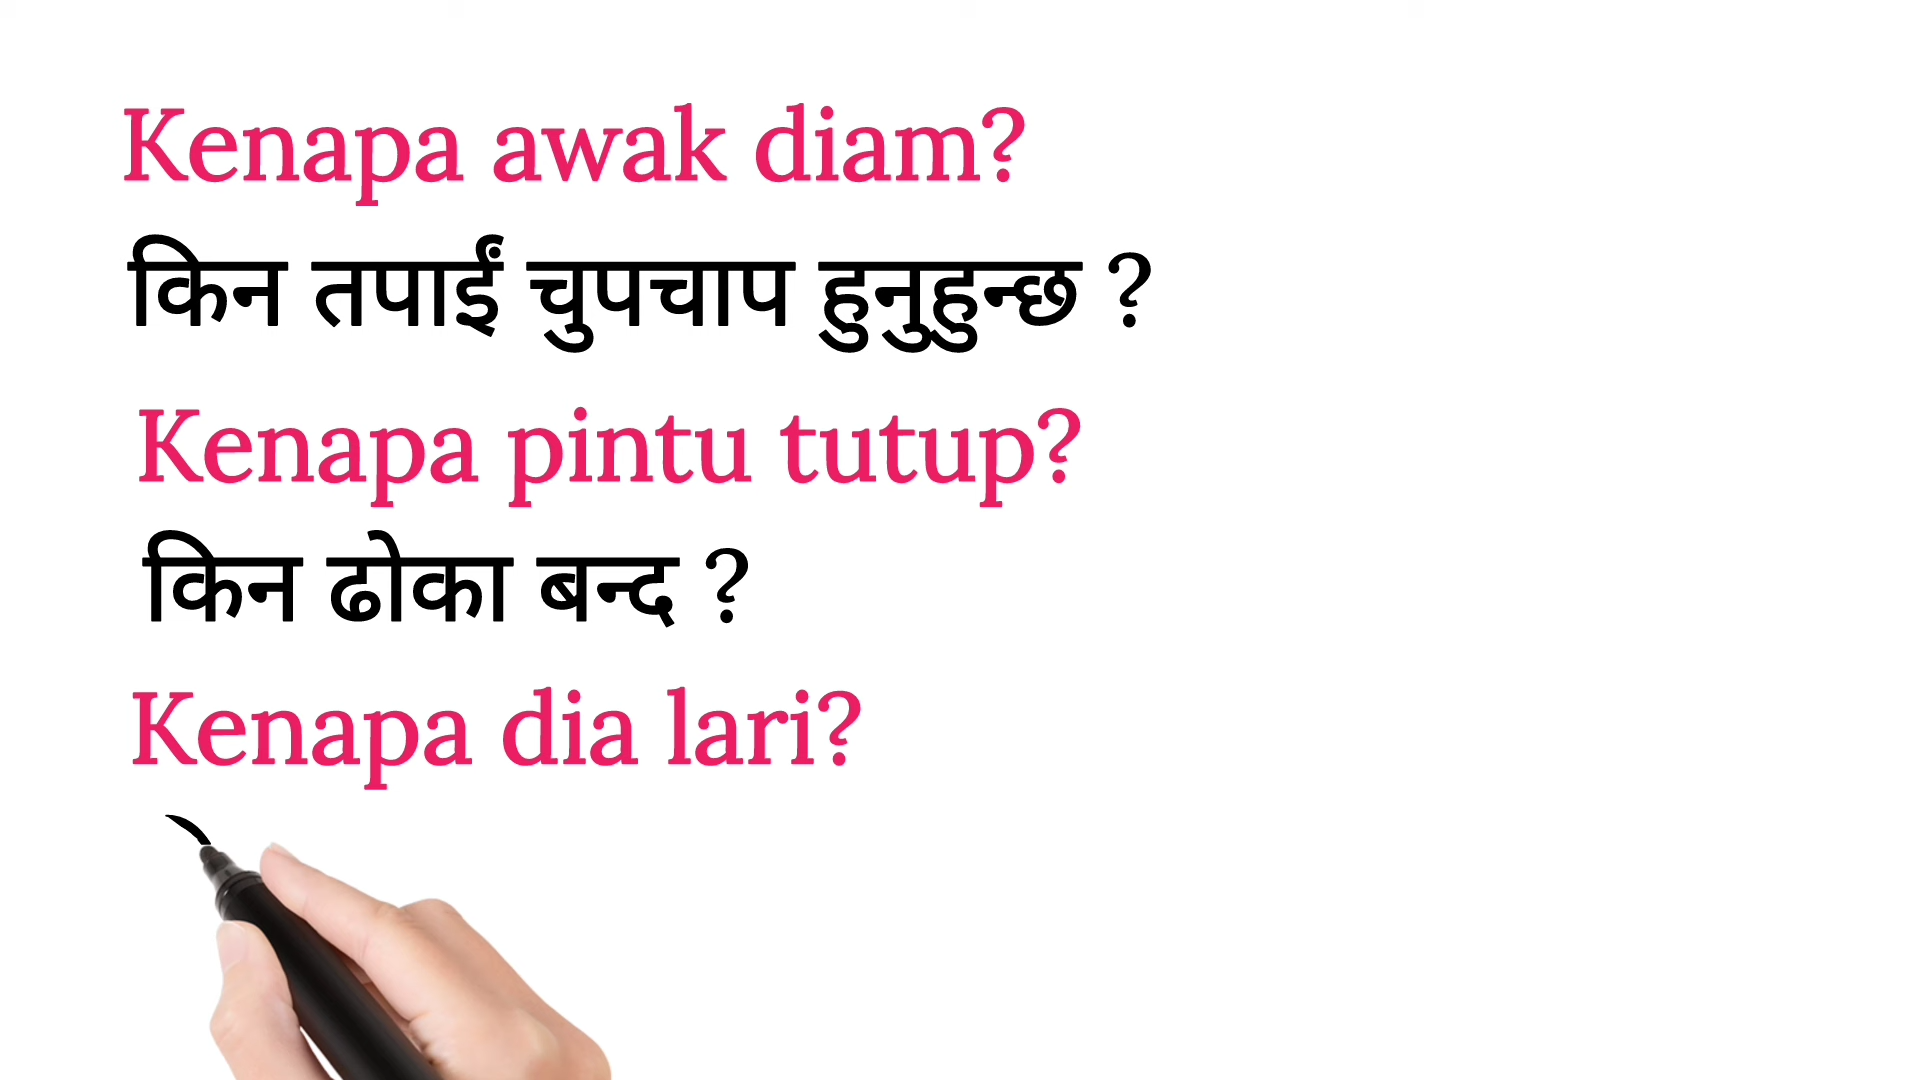 Kenapa awak diam?
किन तपाईं चुपचाप हुनुहुन्छ ?
Kenapa pintu tutup?
किन ढोका बन्द ?
Kenapa dia lari?